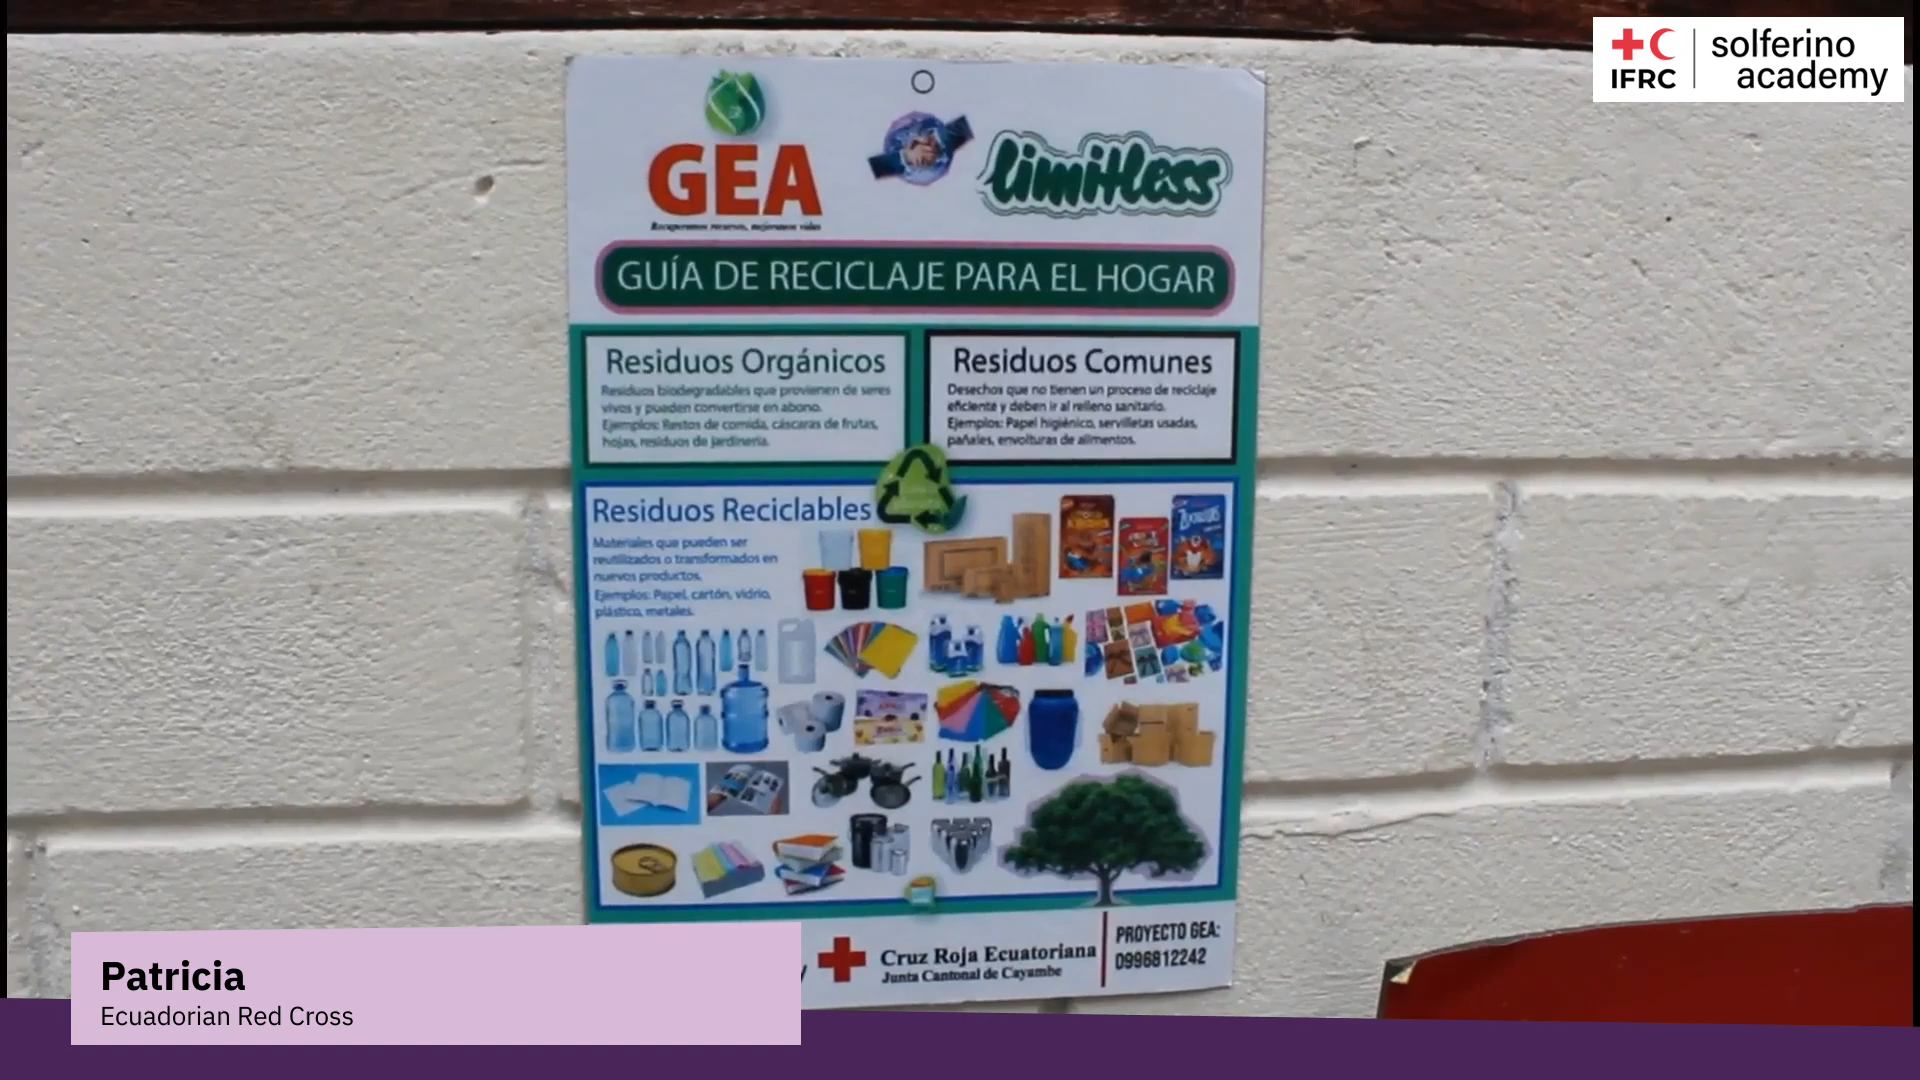 IFRC
solferino
academy
GEA
Recuperamos recursos, mejoramos vidas
limitless
GUÍA DE RECICLAJE PARA EL HOGAR
Residuos Orgánicos
Residuos biodegradables que provienen de seres
vivos y pueden convertirse en abono.
Ejemplos: Restos de comida, cáscaras de frutas,
hojas, residuos de jardinería.
Residuos Comunes
Desechos que no tienen un proceso de reciclaje
eficiente y deben ir al relleno sanitario.
Ejemplos: Papel higiénico, servilletas usadas,
pañales, envolturas de alimentos.
Residuos Reciclables
Materiales que pueden ser
reutilizados o transformados en
nuevos productos.
Ejemplos: Papel, cartón, vidrio,
plástico, metales.
Cruz Roja Ecuatoriana
Junta Cantonal de Cayambe
PROYECTO GEA:
0996812242
Patricia
Ecuadorian Red Cross